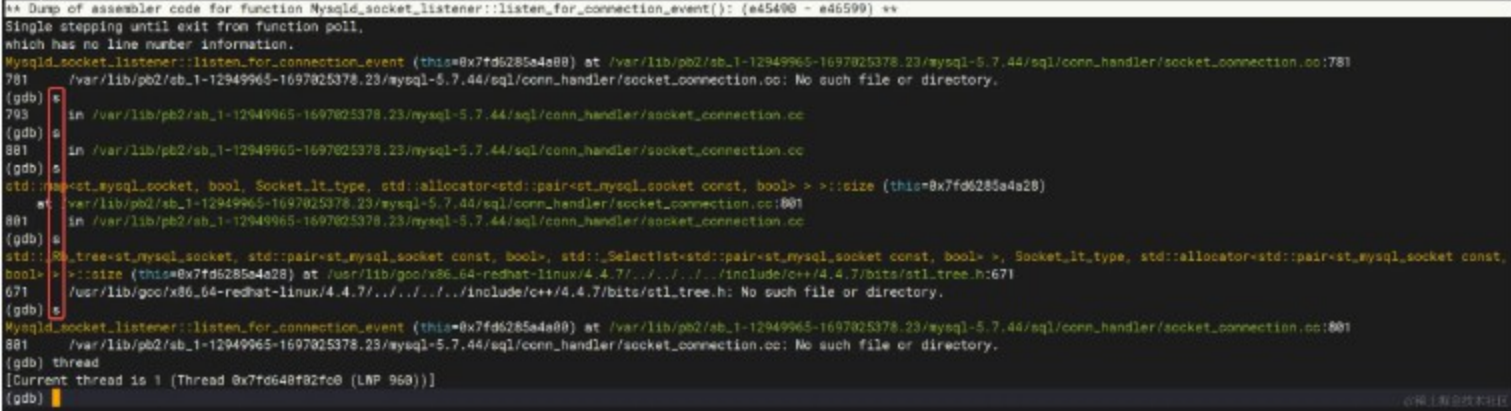 ** Dump of assembler code for function Mysqld_socket_listener::listen_for_connection_event(): (e45490 - e46599) **
Single stepping until exit from function poll,
which has no line number information.
Mysqld_socket_listener::listen_for_connection_event (this=0x7fd6285a4a00) at /var/lib/pb2/sb_1-12949965-1697025378.23/mysql-5.7.44/sql/conn_handler/socket_connection.cc:781
781 /var/lib/pb2/sb_1-12949965-1697025378.23/mysql-5.7.44/sql/conn_handler/socket_connection.cc: No such file or directory.
(gdb) s
793 in /var/lib/pb2/sb_1-12949965-1697025378.23/mysql-5.7.44/sql/conn_handler/socket_connection.cc
(gdb) s
801 in /var/lib/pb2/sb_1-12949965-1697025378.23/mysql-5.7.44/sql/conn_handler/socket_connection.cc
(gdb) s
std::map<st_mysql_socket, bool, Socket_lt_type, std::allocator<std::pair<st_mysql_socket const, bool> > >::size (this=0x7fd6285a4a28)
at /var/lib/pb2/sb_1-12949965-1697025378.23/mysql-5.7.44/sql/conn_handler/socket_connection.cc:801
801 in /var/lib/pb2/sb_1-12949965-1697025378.23/mysql-5.7.44/sql/conn_handler/socket_connection.cc
(gdb) s
std::_Rb_tree<st_mysql_socket, std::pair<st_mysql_socket const, bool>, std::_Select1st<std::pair<st_mysql_socket const, bool> >, Socket_lt_type, std::allocator<std::pair<st_mysql_socket const,
bool> > >::size (this=0x7fd6285a4a28) at /usr/lib/gcc/x86_64-redhat-linux/4.4.7/../../../../include/c++/4.4.7/bits/stl_tree.h:671
671 /usr/lib/gcc/x86_64-redhat-linux/4.4.7/../../../../include/c++/4.4.7/bits/stl_tree.h: No such file or directory.
(gdb) s
Mysqld_socket_listener::listen_for_connection_event (this=0x7fd6285a4a00) at /var/lib/pb2/sb_1-12949965-1697025378.23/mysql-5.7.44/sql/conn_handler/socket_connection.cc:801
801 /var/lib/pb2/sb_1-12949965-1697025378.23/mysql-5.7.44/sql/conn_handler/socket_connection.cc: No such file or directory.
(gdb) thread
[Current thread is 1 (Thread 0x7fd640f02fc0 (LWP 960))]
(gdb)
@稀土掘金技术社区